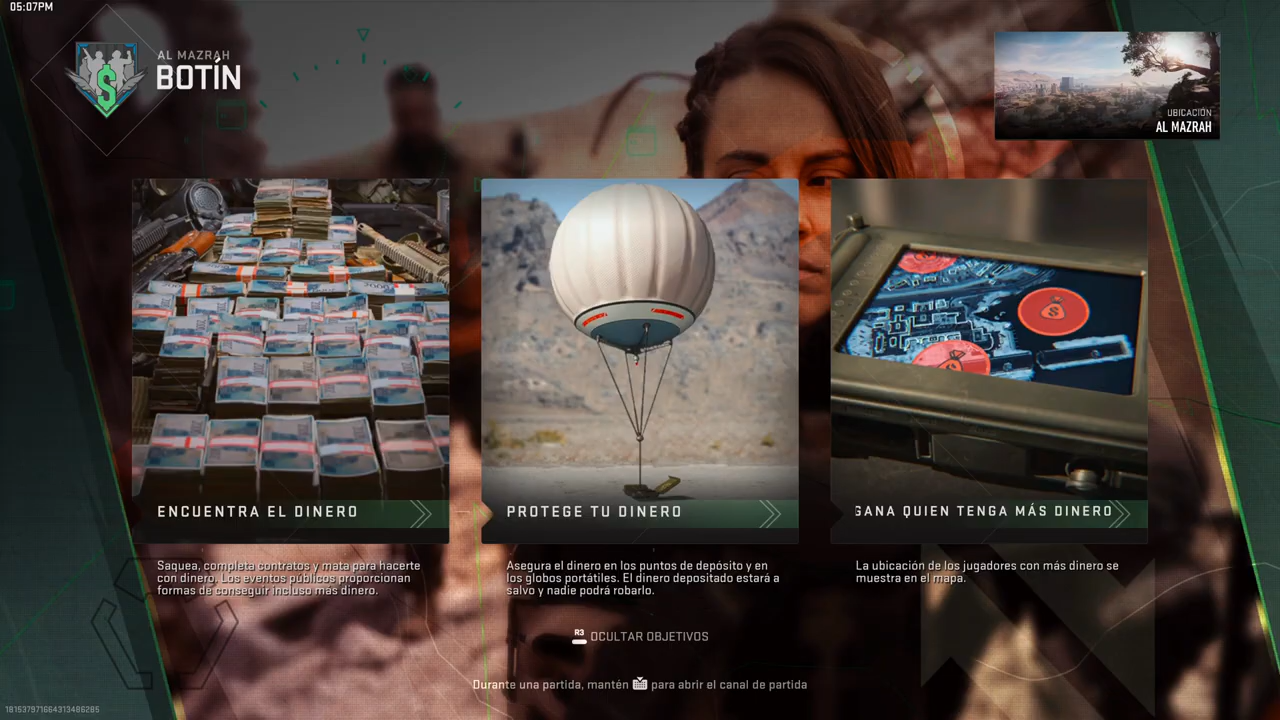 05:07PM
AL MAZRAH
BOTÍN
UBICACIÓN
AL MAZRAH
ENCUENTRA EL DINERO
PROTEGE TU DINERO
GANA QUIEN TENGA MÁS DINERO
Saquea, completa contratos y mata para hacerte
con dinero. Los eventos públicos proporcionan
formas de conseguir incluso más dinero.
Asegura el dinero en los puntos de depósito y en
los globos portátiles. El dinero depositado estará a
salvo y nadie podrá robarlo.
La ubicación de los jugadores con más dinero se
muestra en el mapa.
R3 OCULTAR OBJETIVOS
Durante una partida, mantén para abrir el canal de partida
181537971664313486285